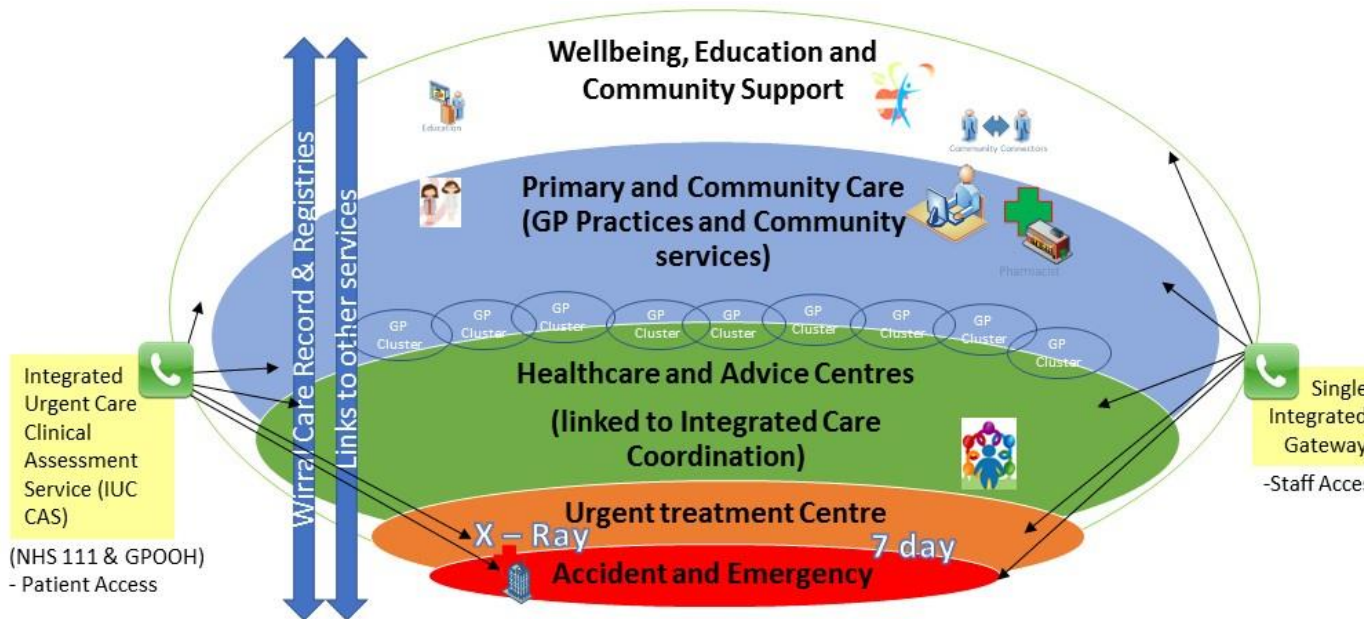 Wellbeing, Education and
Community Support
Education
Community Connectors
Primary and Community Care
(GP Practices and Community
services)
Pharmacist
Wirral Care Record & Registries
Links to other services
GP
Cluster
GP
Cluster
GP
Cluster
GP
Cluster
GP
Cluster
GP
Cluster
GP
Cluster
GP
Cluster
GP
Cluster
Healthcare and Advice Centres
(linked to Integrated Care
Coordination)
Urgent treatment Centre
X – Ray
7 day
Accident and Emergency
Integrated
Urgent Care
Clinical
Assessment
Service (IUC
CAS)
(NHS 111 & GPOOH)
- Patient Access
Single
Integrated
Gateway
-Staff Acces